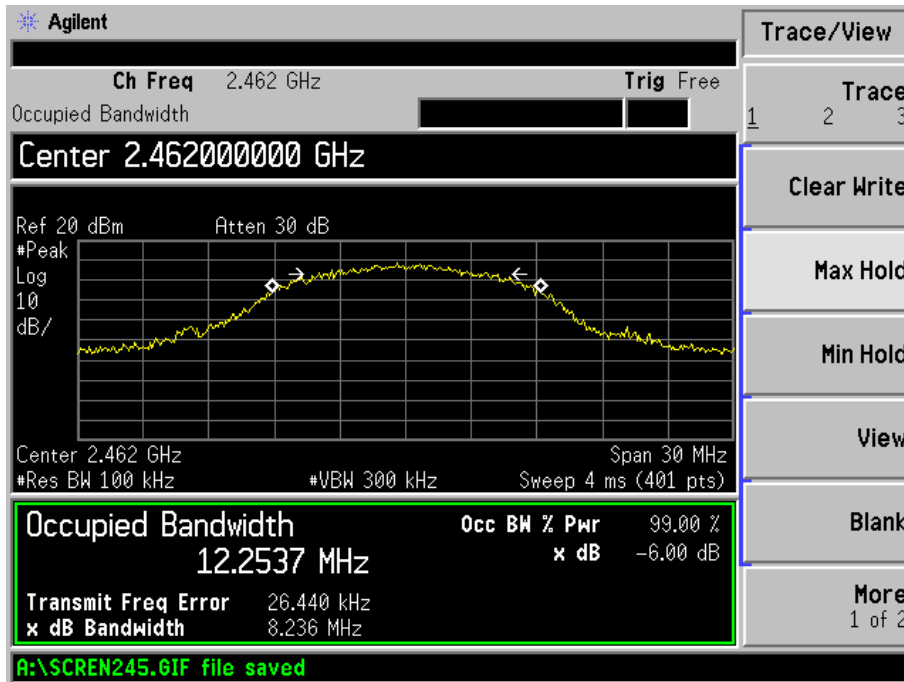 Agilent
Trace/View
Ch Freq 2.462 GHz Trig Free
Occupied Bandwidth
Trace
1 2 3
Center 2.462000000 GHz
Clear Write
Ref 20 dBm Atten 30 dB
#Peak
Log
10
dB/
Max Hold
Min Hold
View
Center 2.462 GHz Span 30 MHz
#Res BW 100 kHz #VBW 300 kHz Sweep 4 ms (401 pts)
Occupied Bandwidth
12.2537 MHz
Occ BW % Pwr 99.00 %
x dB -6.00 dB
Blank
Transmit Freq Error 26.440 kHz
x dB Bandwidth 8.236 MHz
More
1 of 2
A:\SCREN245.GIF file saved